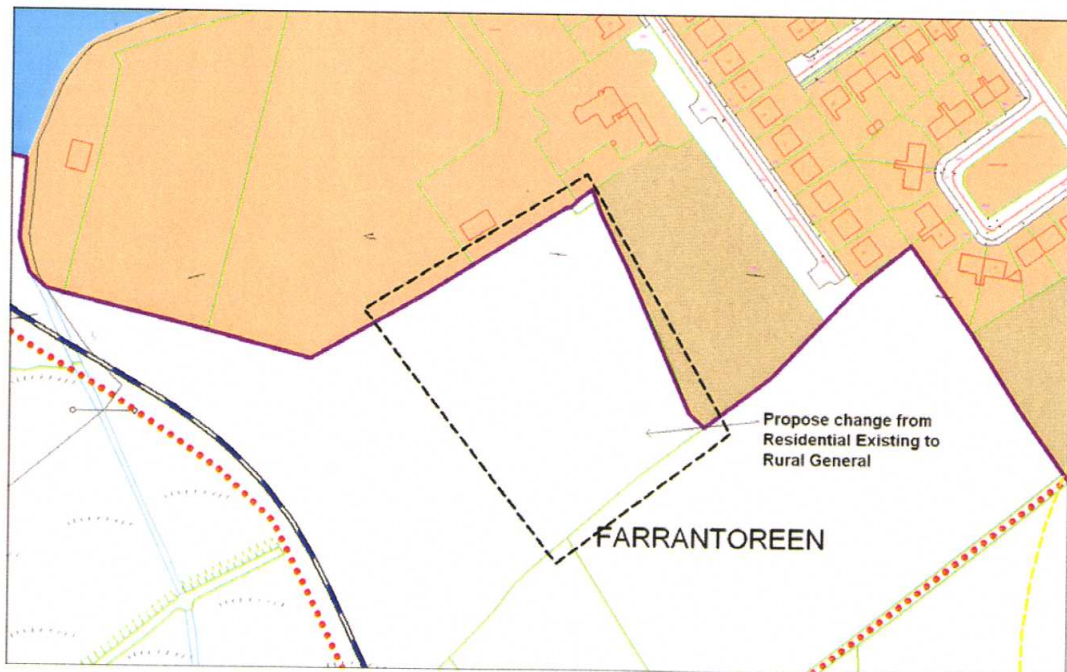 Propose change from
Residential Existing to
Rural General
FARRANTOREEN